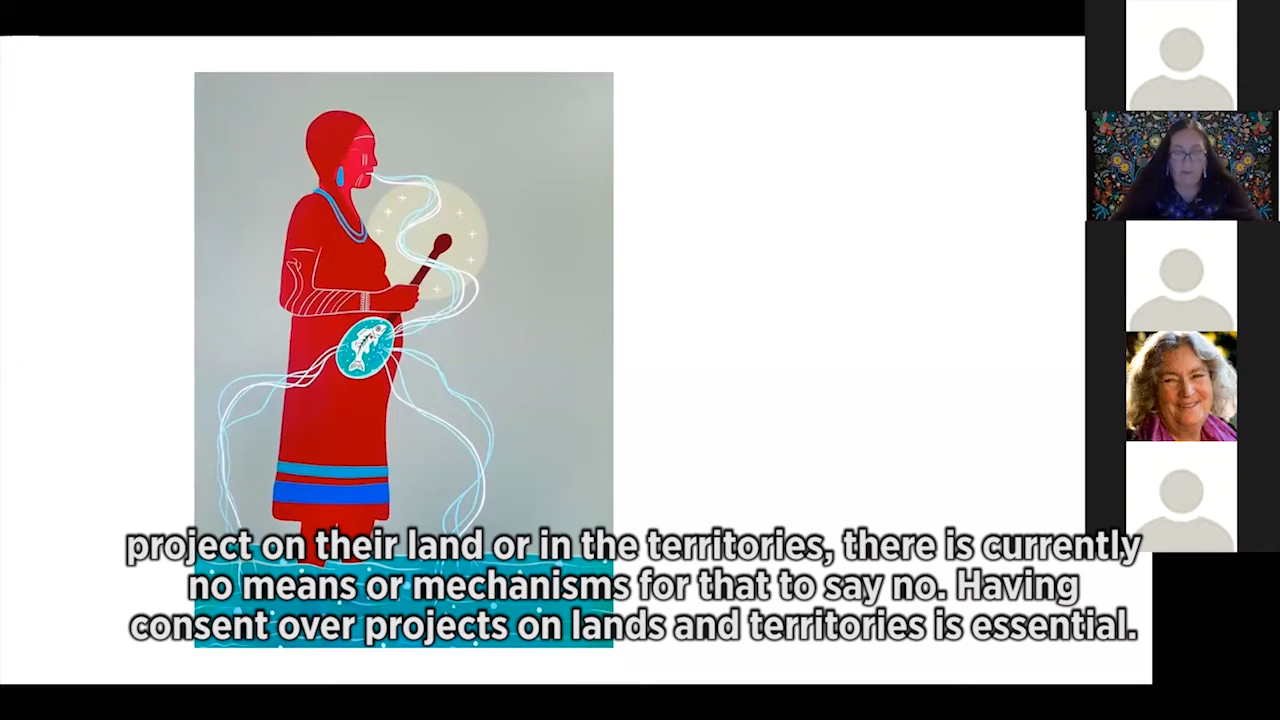 project on their land or in the territories, there is currently
no means or mechanisms for that to say no. Having
consent over projects on lands and territories is essential.